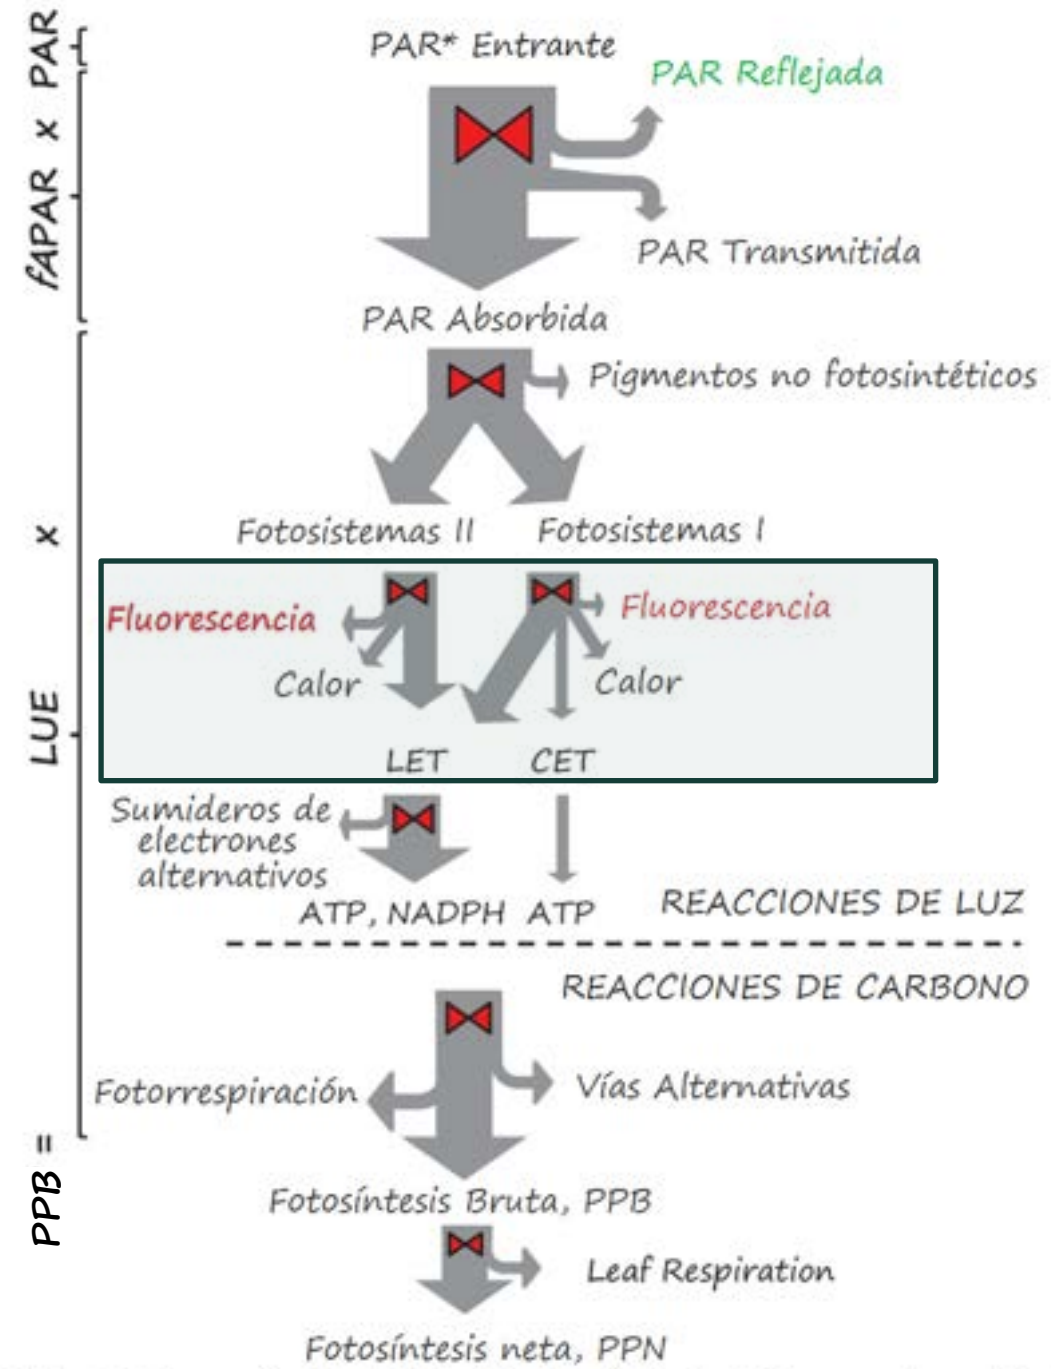 PAR* Entrante
PAR Reflejada
PAR Transmitida
PAR Absorbida
Pigmentos no fotosintéticos
Fotosistemas II
Fotosistemas I
Fluorescencia
Fluorescencia
Calor
Calor
LET
CET
Sumideros de
electrones
alternativos
ATP, NADPH
ATP
REACCIONES DE LUZ
REACCIONES DE CARBONO
Fotorrespiración
Vías Alternativas
Fotosíntesis Bruta, PPB
Leaf Respiration
Fotosíntesis neta, PPN
PPB = LUE x fAPAR x PAR